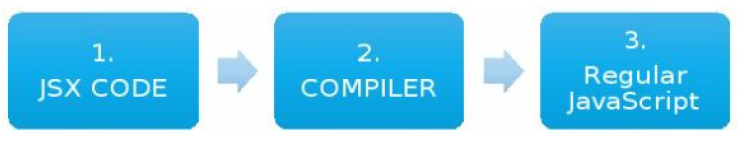 1.
JSX CODE
2.
COMPILER
3.
Regular
JavaScript